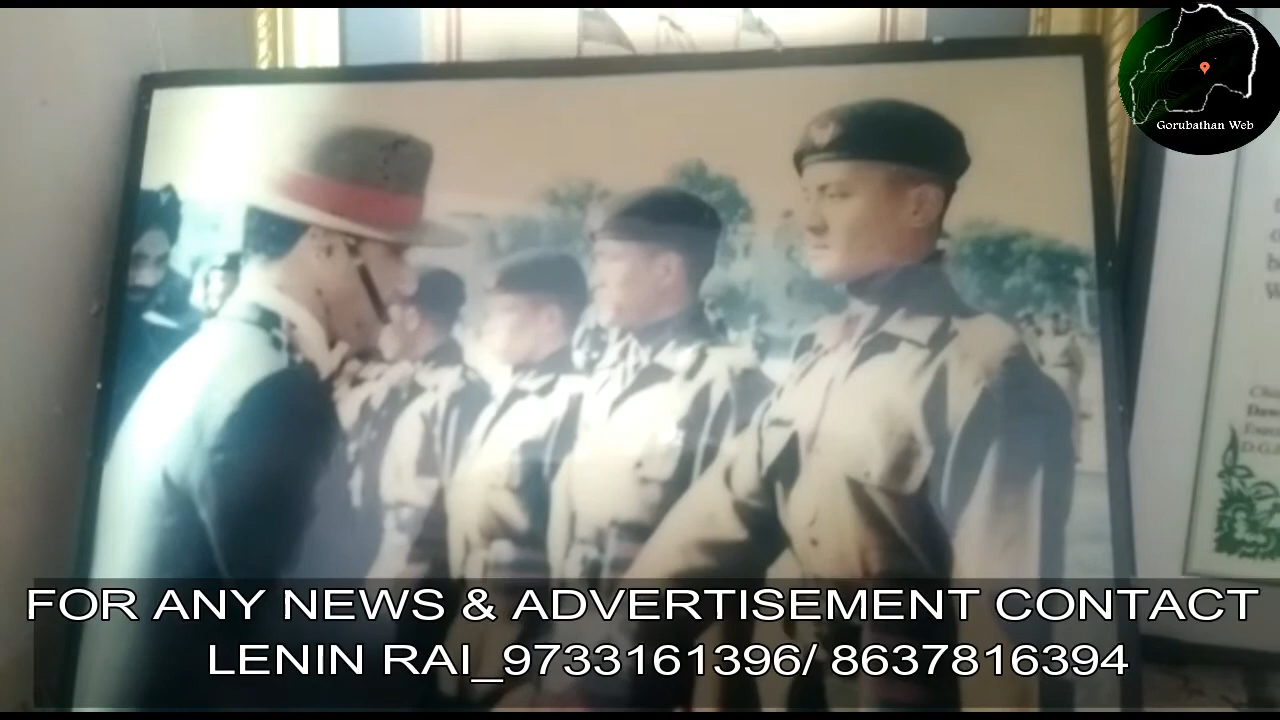 Gorubathan Web
FOR ANY NEWS & ADVERTISEMENT CONTACT
LENIN RAI_9733161396/ 8637816394